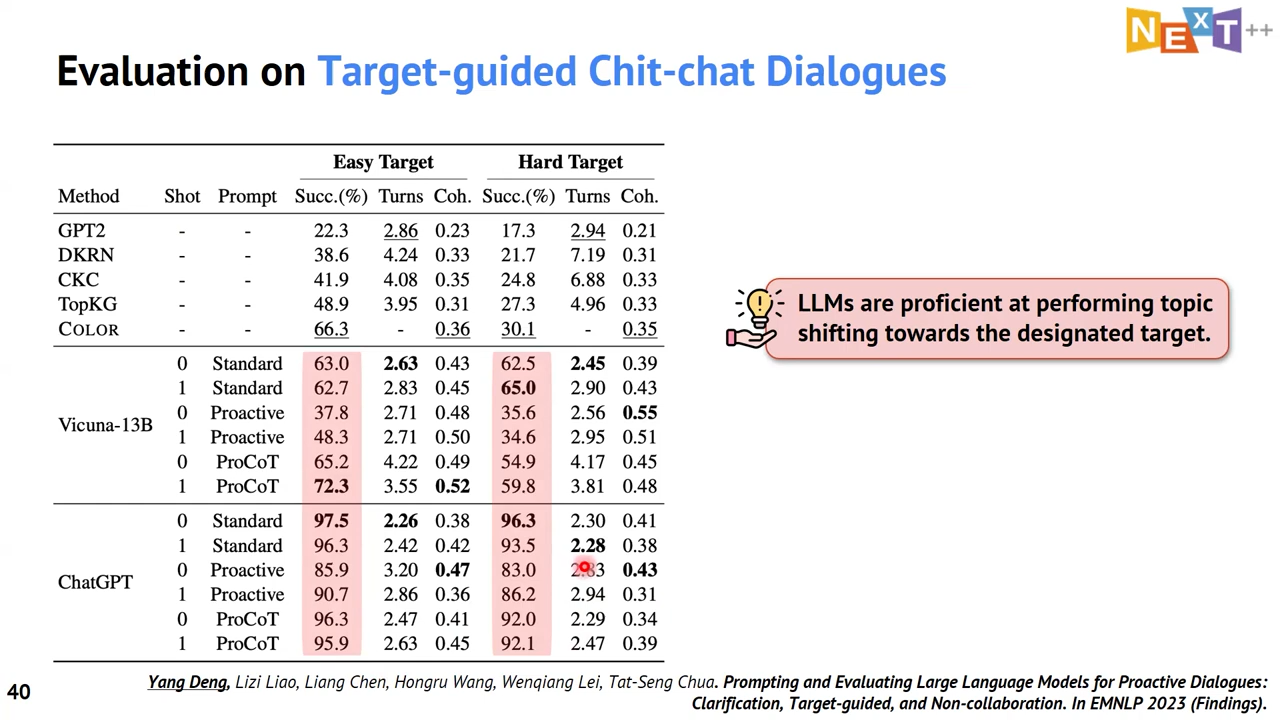 NEXT++
Evaluation on Target-guided Chit-chat Dialogues
Easy Target Hard Target
Method Shot Prompt Succ.(%) Turns Coh. Succ.(%) Turns Coh.
GPT2 - - 22.3 2.86 0.23 17.3 2.94 0.21
DKRN - - 38.6 4.24 0.33 21.7 7.19 0.31
CKC - - 41.9 4.08 0.35 24.8 6.88 0.33
TopKG - - 48.9 3.95 0.31 27.3 4.96 0.33
COLOR - - 66.3 - 0.36 30.1 - 0.35
Vicuna-13B
0 Standard 63.0 2.63 0.43 62.5 2.45 0.39
1 Standard 62.7 2.83 0.45 65.0 2.90 0.43
0 Proactive 37.8 2.71 0.48 35.6 2.56 0.55
1 Proactive 48.3 2.71 0.50 34.6 2.95 0.51
0 ProCoT 65.2 4.22 0.49 54.9 4.17 0.45
1 ProCoT 72.3 3.55 0.52 59.8 3.81 0.48
ChatGPT
0 Standard 97.5 2.26 0.38 96.3 2.30 0.41
1 Standard 96.3 2.42 0.42 93.5 2.28 0.38
0 Proactive 85.9 3.20 0.47 83.0 0.43
1 Proactive 90.7 2.86 0.36 86.2 2.94 0.31
0 ProCoT 96.3 2.47 0.41 92.0 2.29 0.34
1 ProCoT 95.9 2.63 0.45 92.1 2.47 0.39
LLMs are proficient at performing topic
shifting towards the designated target.
Yang Deng, Lizi Liao, Liang Chen, Hongru Wang, Wenqiang Lei, Tat-Seng Chua. Prompting and Evaluating Large Language Models for Proactive Dialogues:
Clarification, Target-guided, and Non-collaboration. In EMNLP 2023 (Findings).
40